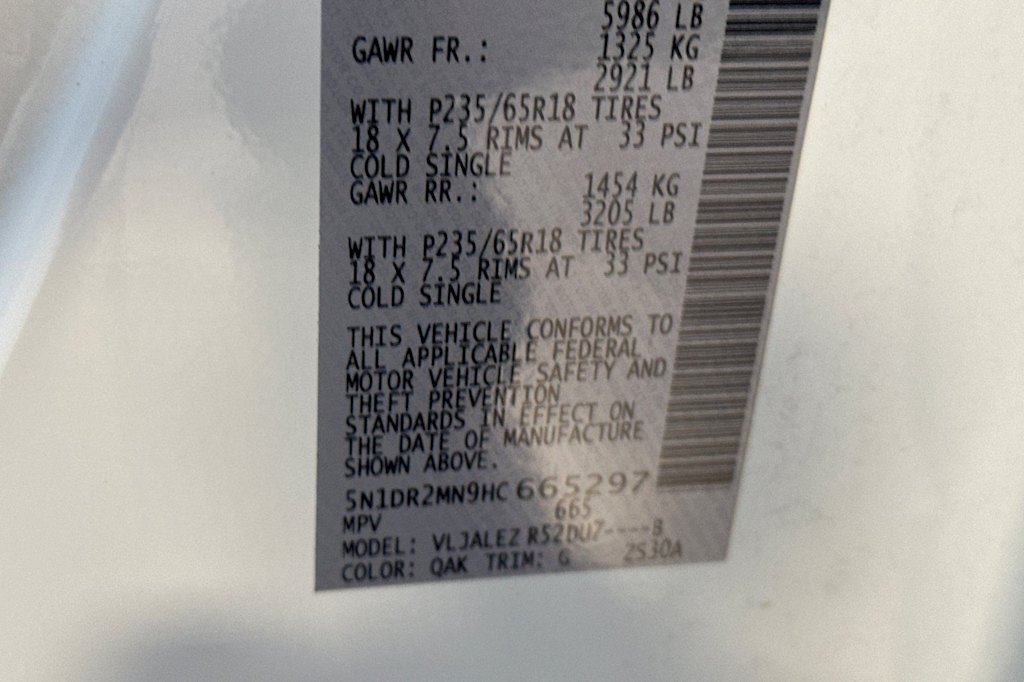 5986 LB
GAWR FR.: 1325 KG
2921 LB
WITH P235/65R18 TIRES
18 X 7.5 RIMS AT 33 PSI
COLD SINGLE
GAWR RR.: 1454 KG
3205 LB
WITH P235/65R18 TIRES
18 X 7.5 RIMS AT 33 PSI
COLD SINGLE
THIS VEHICLE CONFORMS TO
ALL APPLICABLE FEDERAL
MOTOR VEHICLE SAFETY AND
THEFT PREVENTION
STANDARDS IN EFFECT ON
THE DATE OF MANUFACTURE
SHOWN ABOVE.
5N1DR2MN9HC665297
MPV 665
MODEL: VLJALEZ R52DU7----B
COLOR: QAK TRIM: G 2S30A